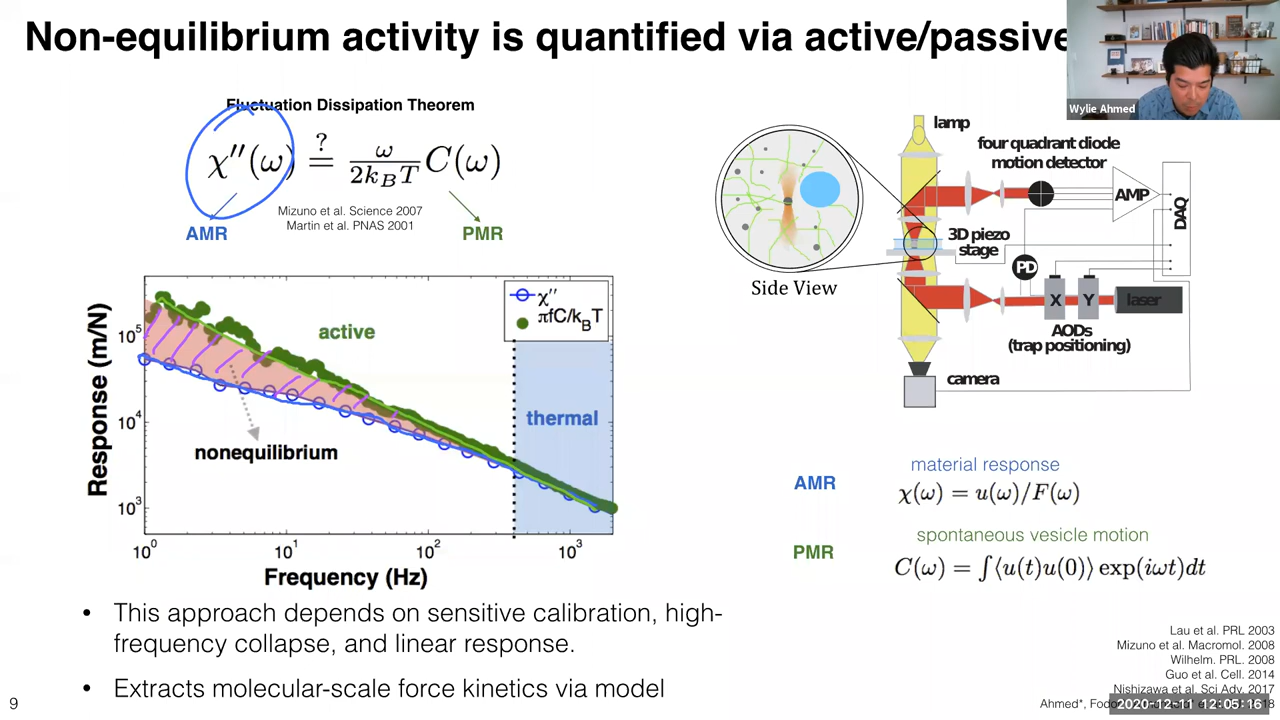 Non-equilibrium activity is quantified via active/passive
Wylie Ahmed
Fluctuation Dissipation Theorem
χ′′(ω) ≟ ω/2k_BT C(ω)
Mizuno et al. Science 2007
Martin et al. PNAS 2001
AMR
PMR
Response (m/N)
10^5
10^4
10^3
active
nonequilibrium
thermal
χ′′
πfC/k_BT
10^0
10^1
10^2
10^3
Frequency (Hz)
lamp
four quadrant diode
motion detector
AMP
DAQ
3D piezo
stage
PD
X
Y
laser
AODs
(trap positioning)
camera
Side View
material response
AMR
χ(ω) = u(ω)/F(ω)
spontaneous vesicle motion
PMR
C(ω) = ∫⟨u(t)u(0)⟩ exp(iωt)dt
• This approach depends on sensitive calibration, high-
frequency collapse, and linear response.
• Extracts molecular-scale force kinetics via model
Lau et al. PRL 2003
Mizuno et al. Macromol. 2008
Wilhelm. PRL. 2008
Guo et al. Cell. 2014
Nishizawa et al. Sci Adv. 2017
Ahmed*,
2020-12-11 12:05:16
9